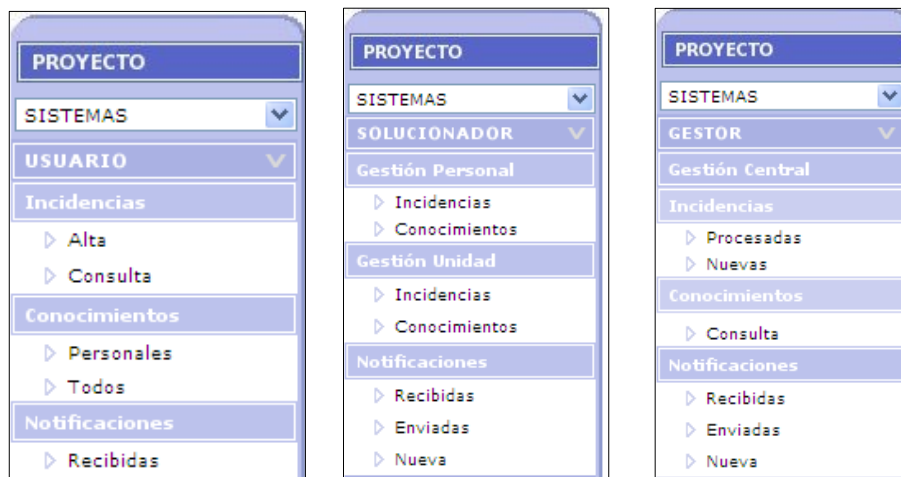 PROYECTO
SISTEMAS
USUARIO
Incidencias
Alta
Consulta
Conocimientos
Personales
Todos
Notificaciones
Recibidas
PROYECTO
SISTEMAS
SOLUCIONADOR
Gestión Personal
Incidencias
Conocimientos
Gestión Unidad
Incidencias
Conocimientos
Notificaciones
Recibidas
Enviadas
Nueva
PROYECTO
SISTEMAS
GESTOR
Gestión Central
Incidencias
Procesadas
Nuevas
Conocimientos
Consulta
Notificaciones
Recibidas
Enviadas
Nueva